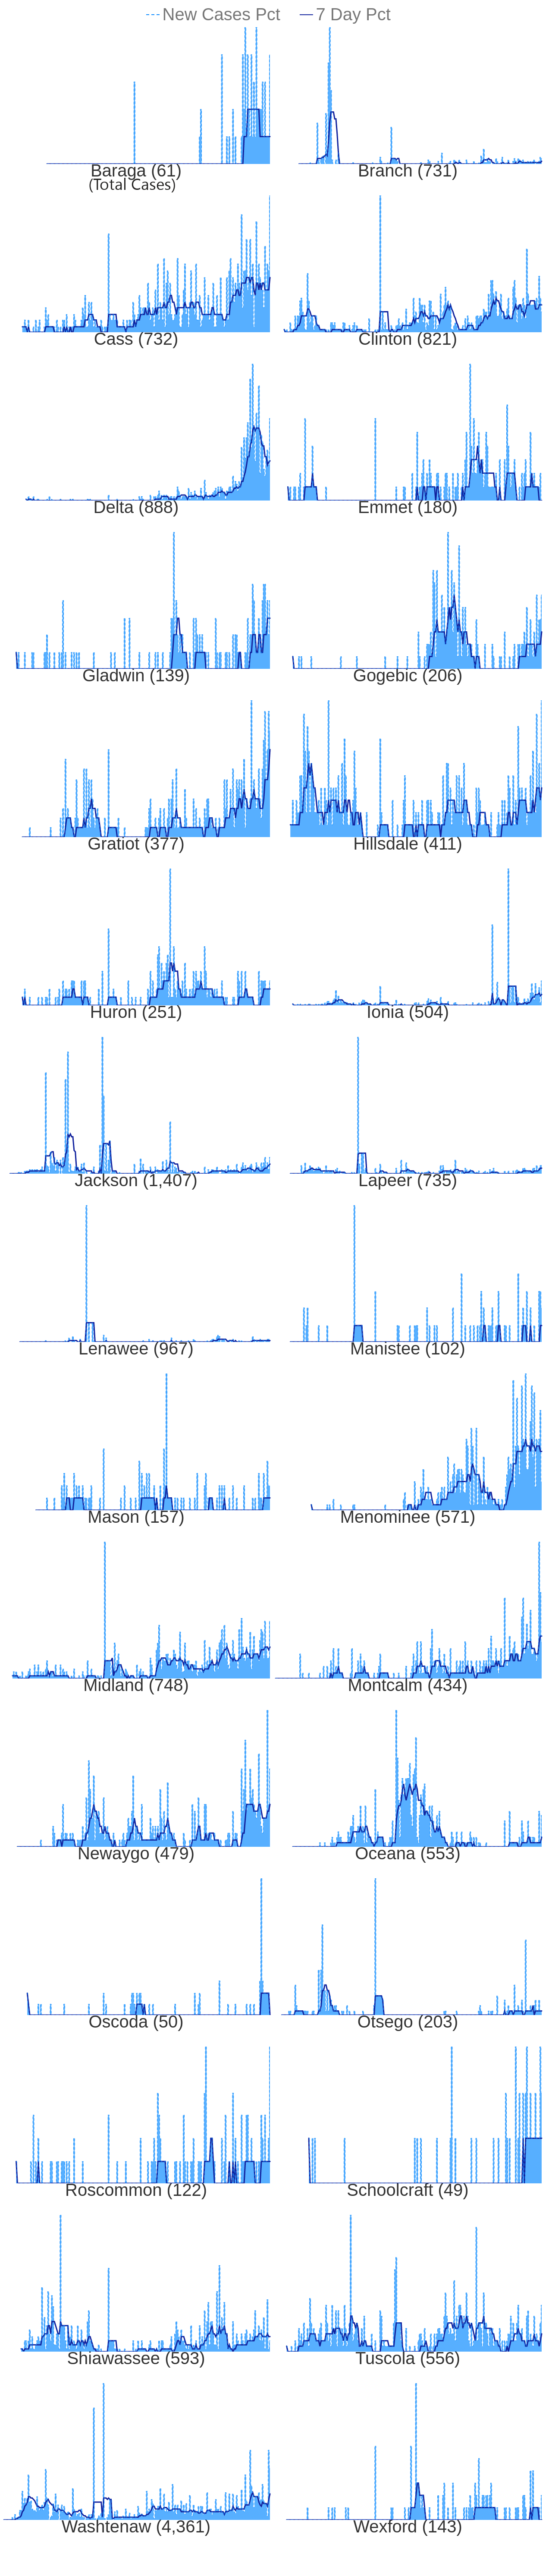 New Cases Pct 7 Day Pct
Baraga (61) Branch (731)
(Total Cases)
Cass (732) Clinton (821)
Delta (888) Emmet (180)
Gladwin (139) Gogebic (206)
Gratiot (377) Hillsdale (411)
Huron (251) Ionia (504)
Jackson (1,407) Lapeer (735)
Lenawee (967) Manistee (102)
Mason (157) Menominee (571)
Midland (748) Montcalm (434)
Newaygo (479) Oceana (553)
Oscoda (50) Otsego (203)
Roscommon (122) Schoolcraft (49)
Shiawassee (593) Tuscola (556)
Washtenaw (4,361) Wexford (143)